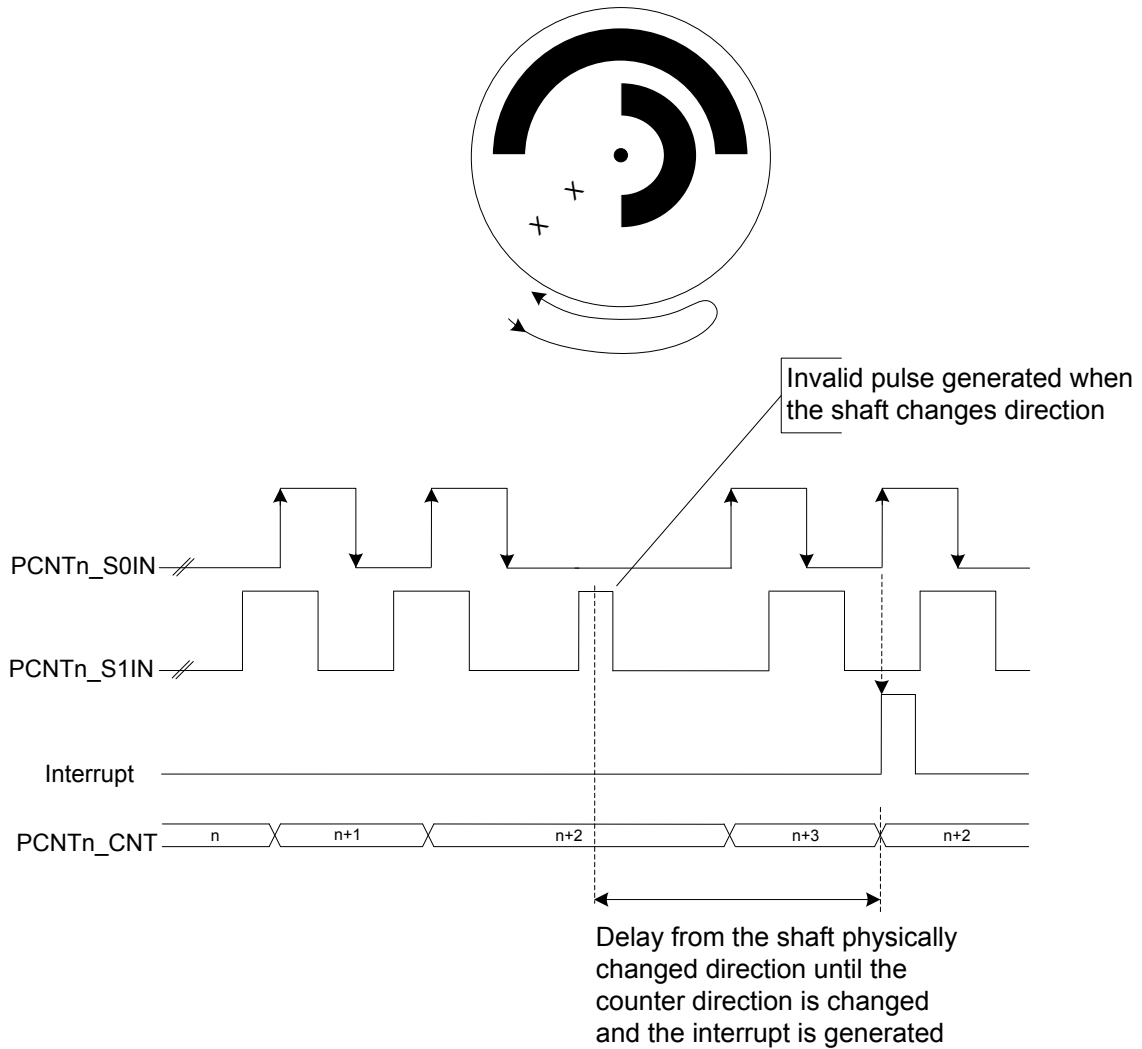 X
X
Invalid pulse generated when
the shaft changes direction
PCNTn_S0IN
PCNTn_S1IN
Interrupt
PCNTn_CNT
n
n+1
n+2
n+3
n+2
Delay from the shaft physically
changed direction until the
counter direction is changed
and the interrupt is generated